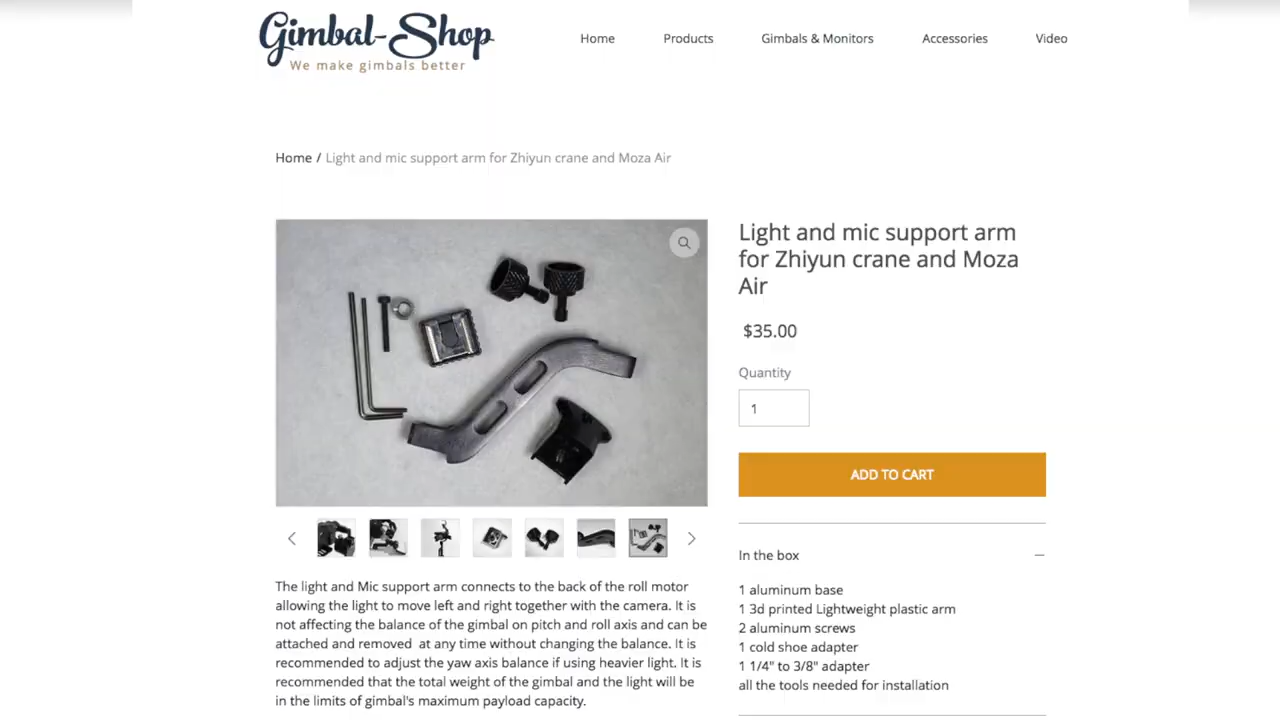 Gimbal-Shop
We make gimbals better
Home
Products
Gimbals & Monitors
Accessories
Video
Home / Light and mic support arm for Zhiyun crane and Moza Air
Light and mic support arm
for Zhiyun crane and Moza
Air
$35.00
Quantity
1
ADD TO CART
In the box
1 aluminum base
1 3d printed Lightweight plastic arm
2 aluminum screws
1 cold shoe adapter
1 1/4" to 3/8" adapter
all the tools needed for installation
The light and Mic support arm connects to the back of the roll motor
allowing the light to move left and right together with the camera. It is
not affecting the balance of the gimbal on pitch and roll axis and can be
attached and removed at any time without changing the balance. It is
recommended to adjust the yaw axis balance if using heavier light. It is
recommended that the total weight of the gimbal and the light will be
in the limits of gimbal's maximum payload capacity.